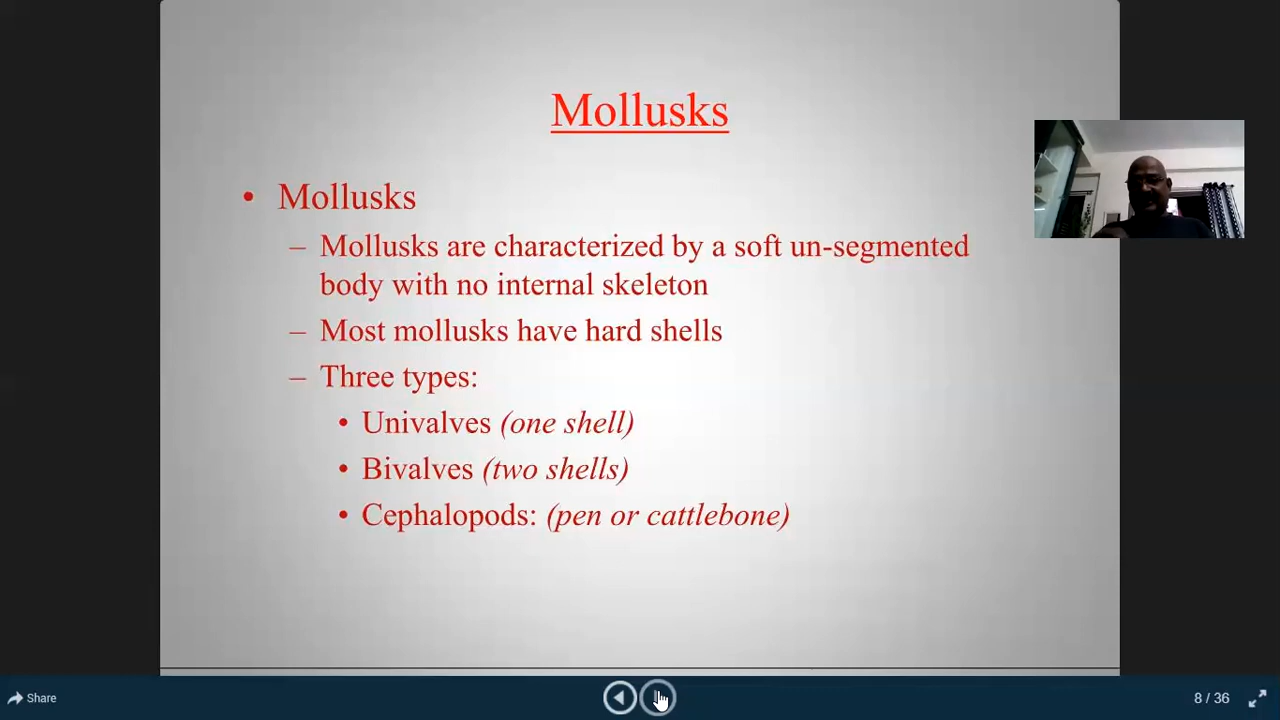 Mollusks
• Mollusks
– Mollusks are characterized by a soft un-segmented
body with no internal skeleton
– Most mollusks have hard shells
– Three types:
• Univalves (one shell)
• Bivalves (two shells)
• Cephalopods: (pen or cattlebone)
Share
8 / 36